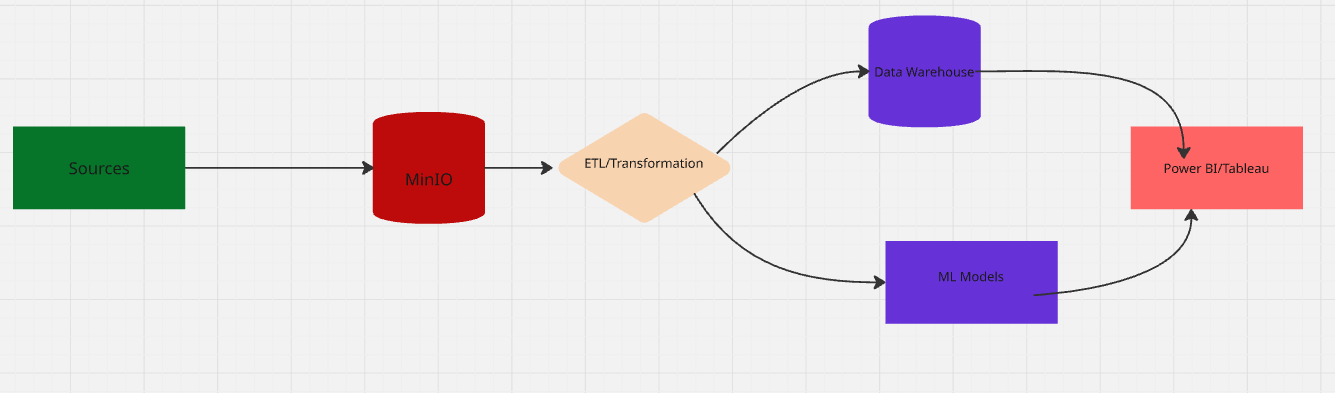 Sources
MinIO
ETL/Transformation
Data Warehouse
ML Models
Power BI/Tableau